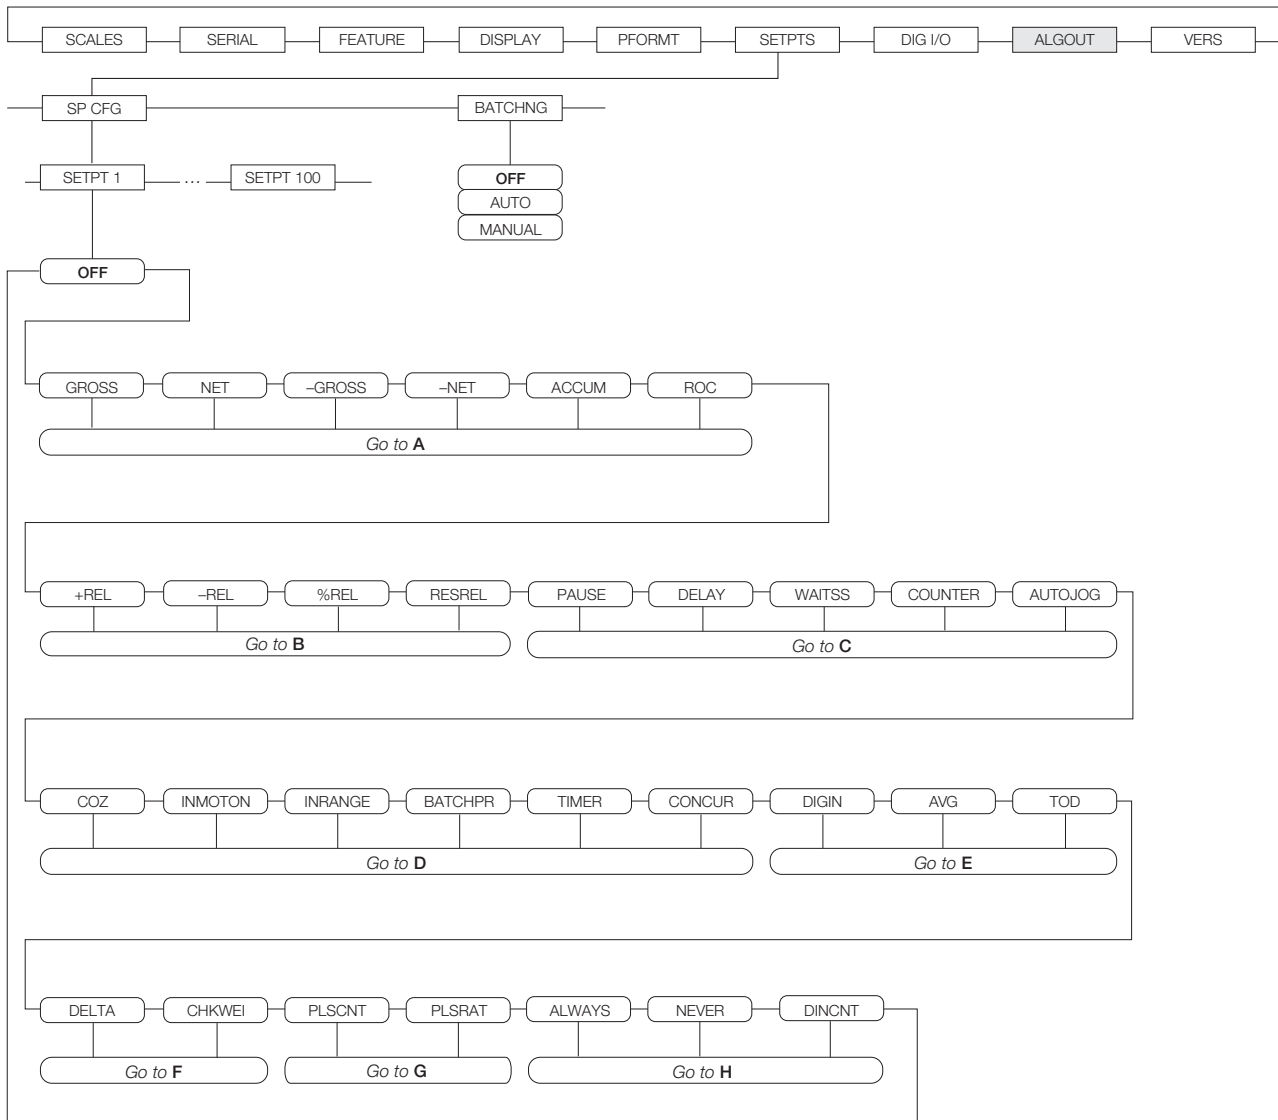 SCALES SERIAL FEATURE DISPLAY PFORMT SETPTS DIG I/O ALGOUT VERS
SP CFG BATCHNG
SETPT 1 ... SETPT 100 OFF
AUTO
MANUAL
OFF
GROSS NET –GROSS –NET ACCUM ROC
Go to A
+REL –REL %REL RESREL PAUSE DELAY WAITSS COUNTER AUTOJOG
Go to B Go to C
COZ INMOTON INRANGE BATCHPR TIMER CONCUR DIGIN AVG TOD
Go to D Go to E
DELTA CHKWEI PLSCNT PLSRAT ALWAYS NEVER DINCNT
Go to F Go to G Go to H